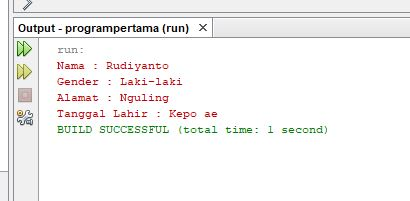 Output - programpertama (run)
run:
Nama : Rudiyanto
Gender : Laki-laki
Alamat : Nguling
Tanggal Lahir : Kepo ae
BUILD SUCCESSFUL (total time: 1 second)